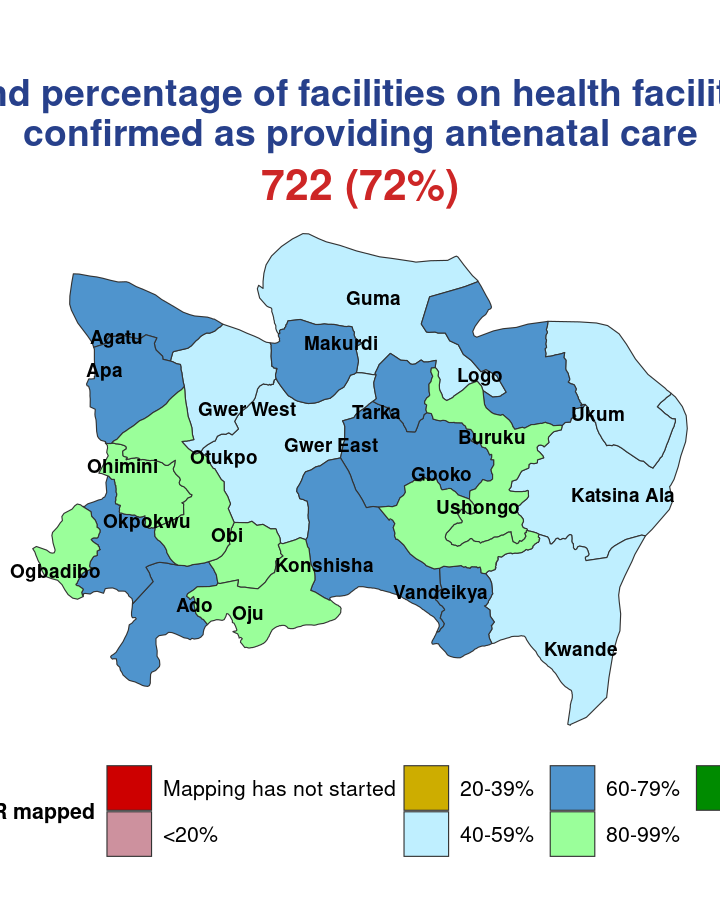 nd percentage of facilities on health facilit
confirmed as providing antenatal care
722 (72%)
Guma
Agatu
Makurdi
Apa
Logo
Gwer West
Tarka
Ukum
Buruku
Gwer East
Otukpo
Ohimini
Gboko
Katsina Ala
Ushongo
Okpokwu
Obi
Konshisha
Ogbadibo
Vandeikya
Ado
Oju
Kwande
Mapping has not started
20-39%
60-79%
R mapped
<20%
40-59%
80-99%